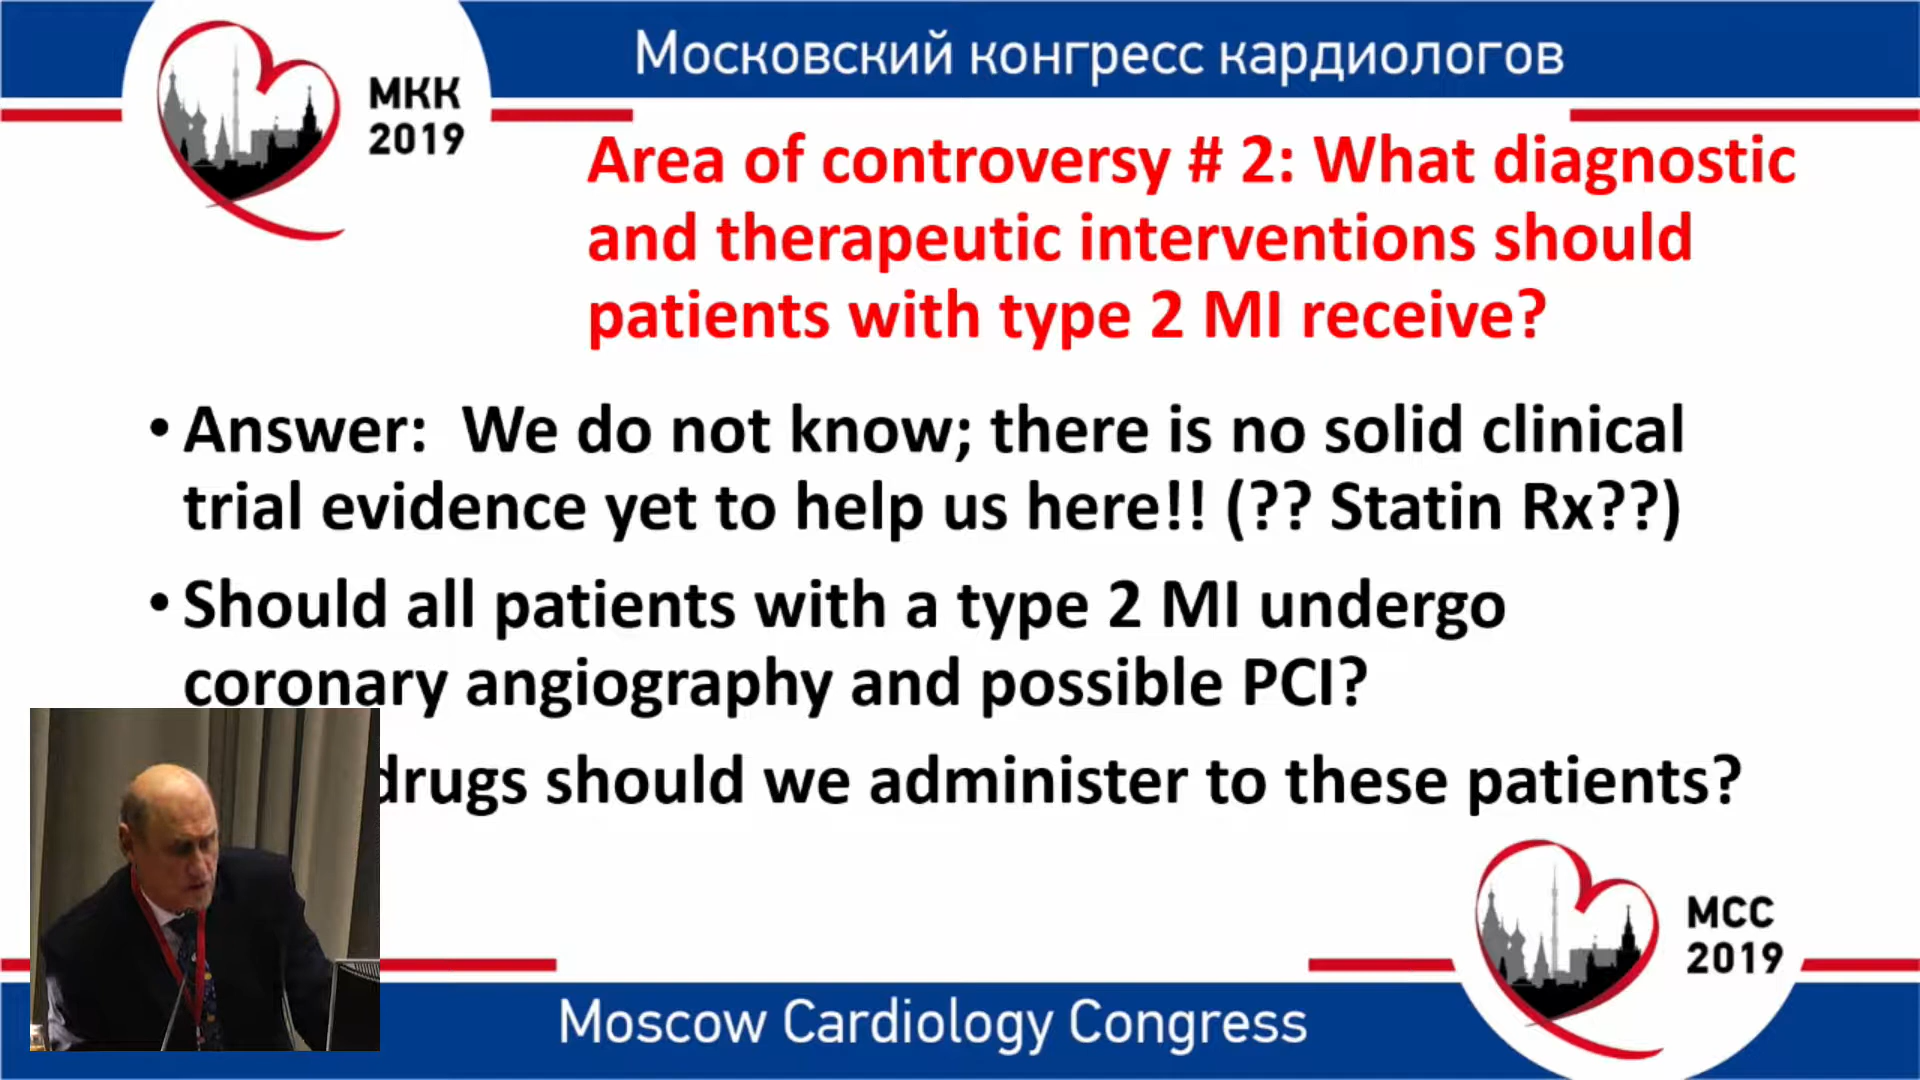 Московский конгресс кардиологов
МКК
2019
Area of controversy # 2: What diagnostic
and therapeutic interventions should
patients with type 2 MI receive?
• Answer: We do not know; there is no solid clinical
trial evidence yet to help us here!! (?? Statin Rx??)
• Should all patients with a type 2 MI undergo
coronary angiography and possible PCI?
drugs should we administer to these patients?
MCC
2019
Moscow Cardiology Congress